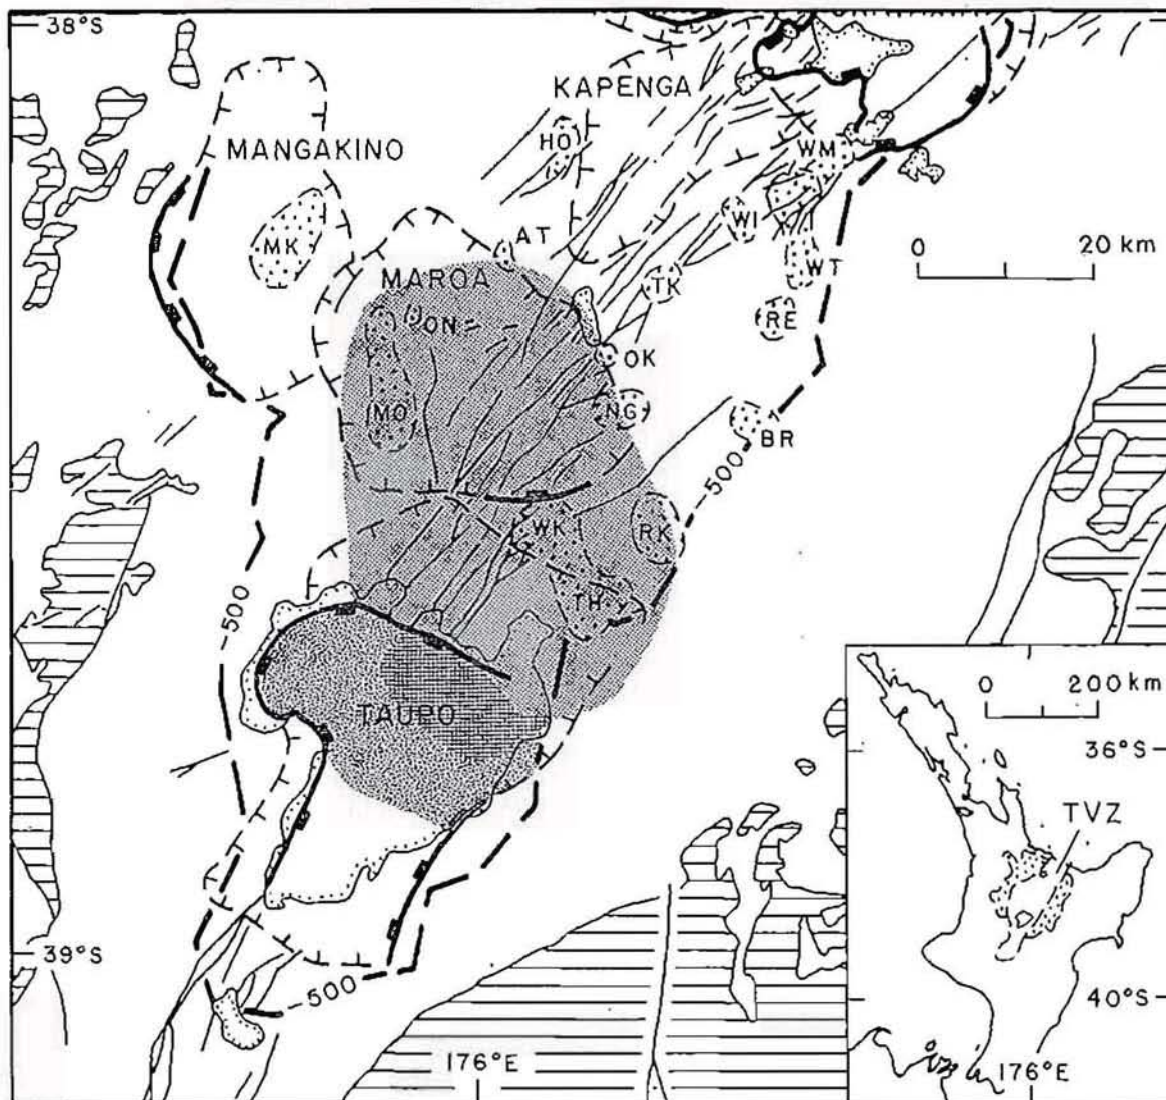 38°S
KAPENGA
HO
MANGAKINO
WM
MK
AT
WI
WT
0 20 km
MAROA
TK
ON
RE
OK
MO
NG
BR
500
WK
RK
TH
500
TAUPO
0 200 km
36°S
TVZ
39°S
500
40°S
176°E
176°E